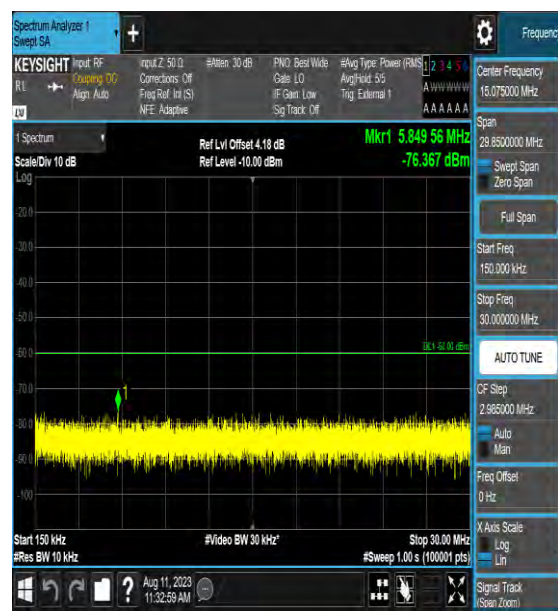 Spectrum Analyzer 1
Swept SA
+
Frequenc
KEYSIGHT
RL
Input: RF
Coupling: DC
Align: Auto
Input Z: 50 Ω
Corrections: Off
Freq Ref: Int (S)
NFE: Adaptive
#Atten: 30 dB
PNO: Best Wide
Gate: LO
IF Gain: Low
Sig Track: Off
#Avg Type: Power (RMS
Avg|Hold: 5/5
Trig: External 1
1 2 3 4 5 6
A W W W W W
A A A A A A
LW
1 Spectrum
Scale/Div 10 dB
Log
Ref Lvl Offset 4.18 dB
Ref Level -10.00 dBm
Mkr1 5.849 56 MHz
-76.367 dBm
-20.0
-30.0
-40.0
-50.0
-60.0
-70.0
-80.0
-90.0
-100
1
Start 150 kHz
#Res BW 10 kHz
#Video BW 30 kHz*
Stop 30.00 MHz
#Sweep 1.00 s (100001 pts)
?
Aug 11, 2023
11:32:59 AM
Center Frequency
15.075000 MHz
Span
29.8500000 MHz
Swept Span
Zero Span
Full Span
Start Freq
150.000 kHz
Stop Freq
30.000000 MHz
AUTO TUNE
CF Step
2.985000 MHz
Auto
Man
Freq Offset
0 Hz
X Axis Scale
Log
Lin
Signal Track
(Span Zoom)